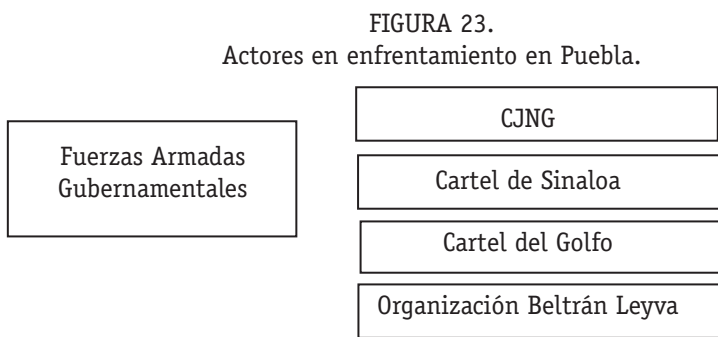 FIGURA 23.
Actores en enfrentamiento en Puebla.
Fuerzas Armadas
Gubernamentales
CJNG
Cartel de Sinaloa
Cartel del Golfo
Organización Beltrán Leyva